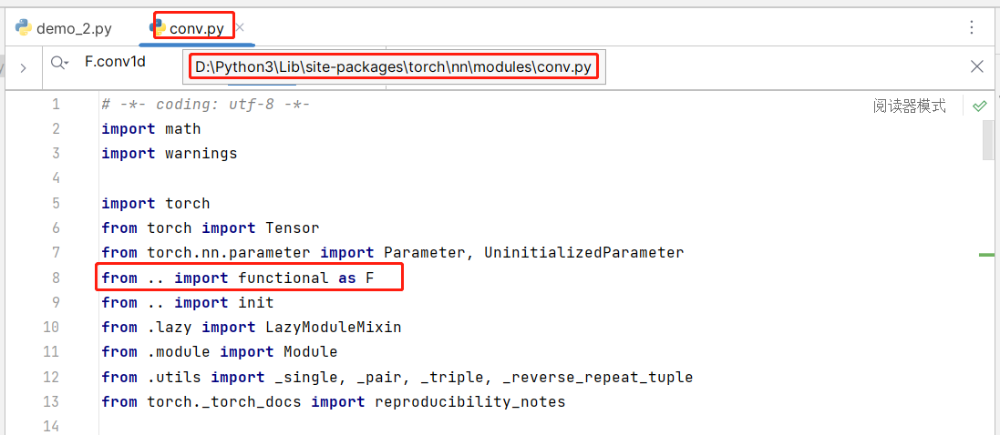 demo_2.py
conv.py
F.conv1d
D:\Python3\Lib\site-packages\torch\nn\modules\conv.py
阅读器模式
1 # -*- coding: utf-8 -*-
2 import math
3 import warnings
4
5 import torch
6 from torch import Tensor
7 from torch.nn.parameter import Parameter, UninitializedParameter
8 from .. import functional as F
9 from .. import init
10 from .lazy import LazyModuleMixin
11 from .module import Module
12 from .utils import _single, _pair, _triple, _reverse_repeat_tuple
13 from torch._torch_docs import reproducibility_notes
14